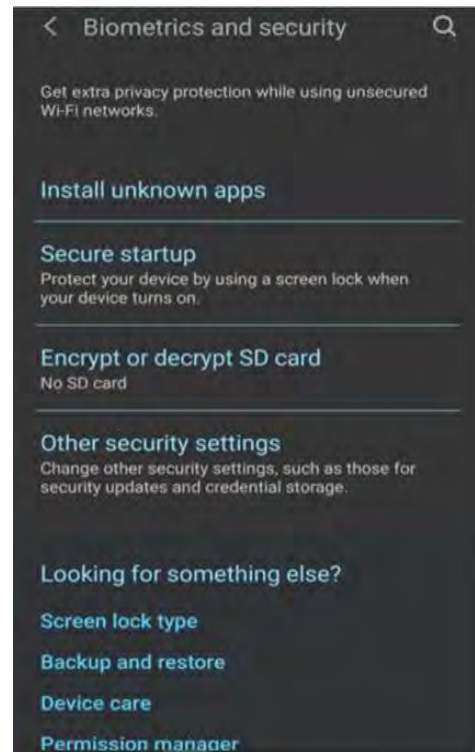 Biometrics and security
Get extra privacy protection while using unsecured
Wi-Fi networks.
Install unknown apps
Secure startup
Protect your device by using a screen lock when
your device turns on.
Encrypt or decrypt SD card
No SD card
Other security settings
Change other security settings, such as those for
security updates and credential storage.
Looking for something else?
Screen lock type
Backup and restore
Device care
Permission manager